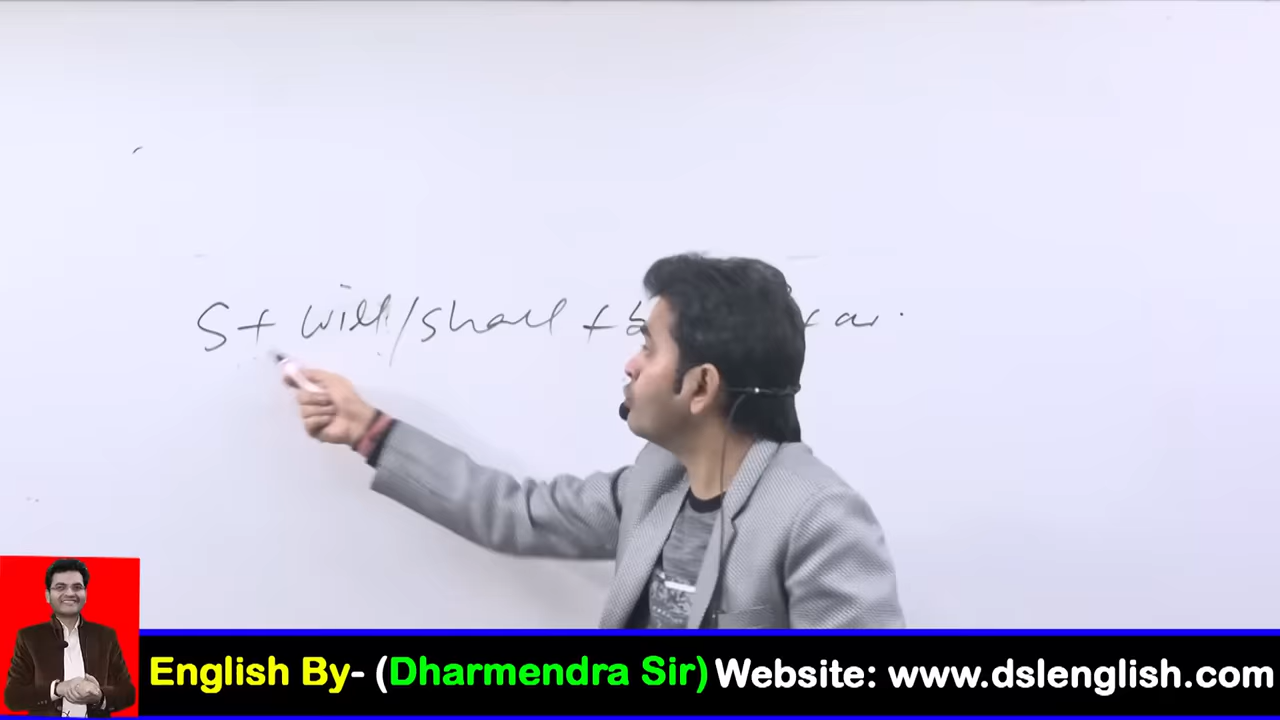 S + will/shall + b
English By- (Dharmendra Sir) Website: www.dslenglish.com